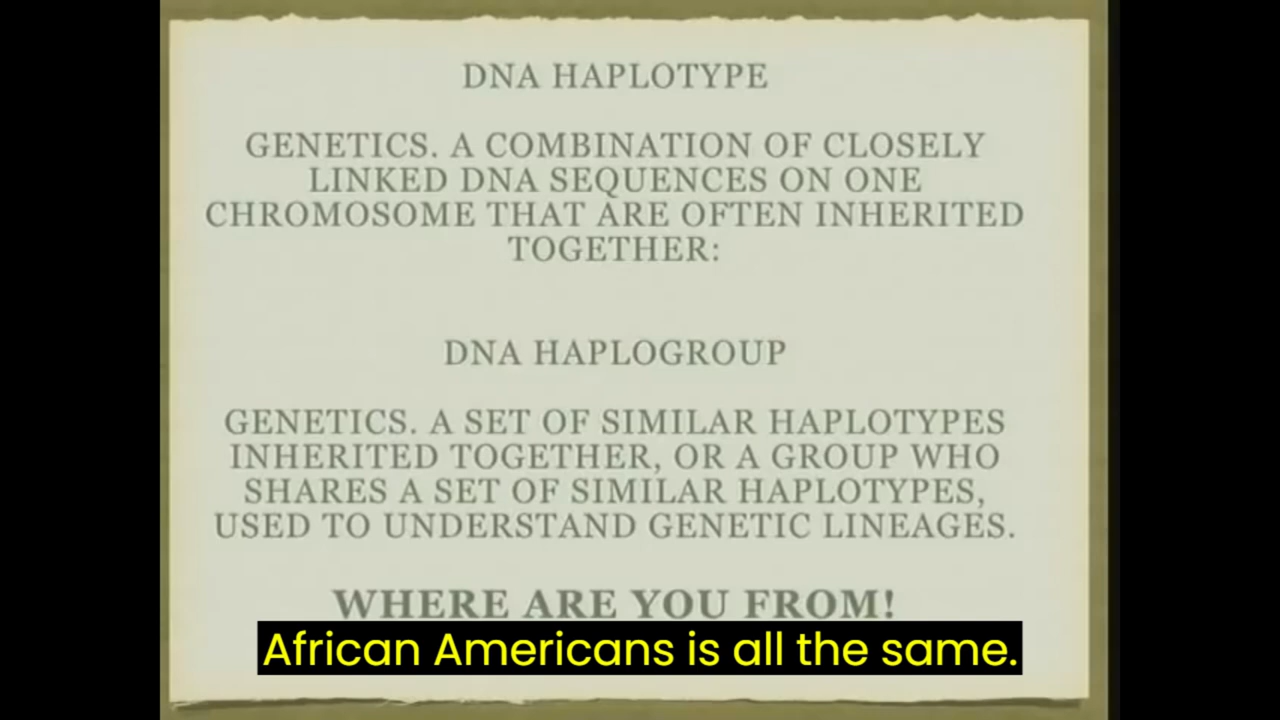 DNA HAPLOTYPE
GENETICS. A COMBINATION OF CLOSELY
LINKED DNA SEQUENCES ON ONE
CHROMOSOME THAT ARE OFTEN INHERITED
TOGETHER:
DNA HAPLOGROUP
GENETICS. A SET OF SIMILAR HAPLOTYPES
INHERITED TOGETHER, OR A GROUP WHO
SHARES A SET OF SIMILAR HAPLOTYPES,
USED TO UNDERSTAND GENETIC LINEAGES.
WHERE ARE YOU FROM!
African Americans is all the same.